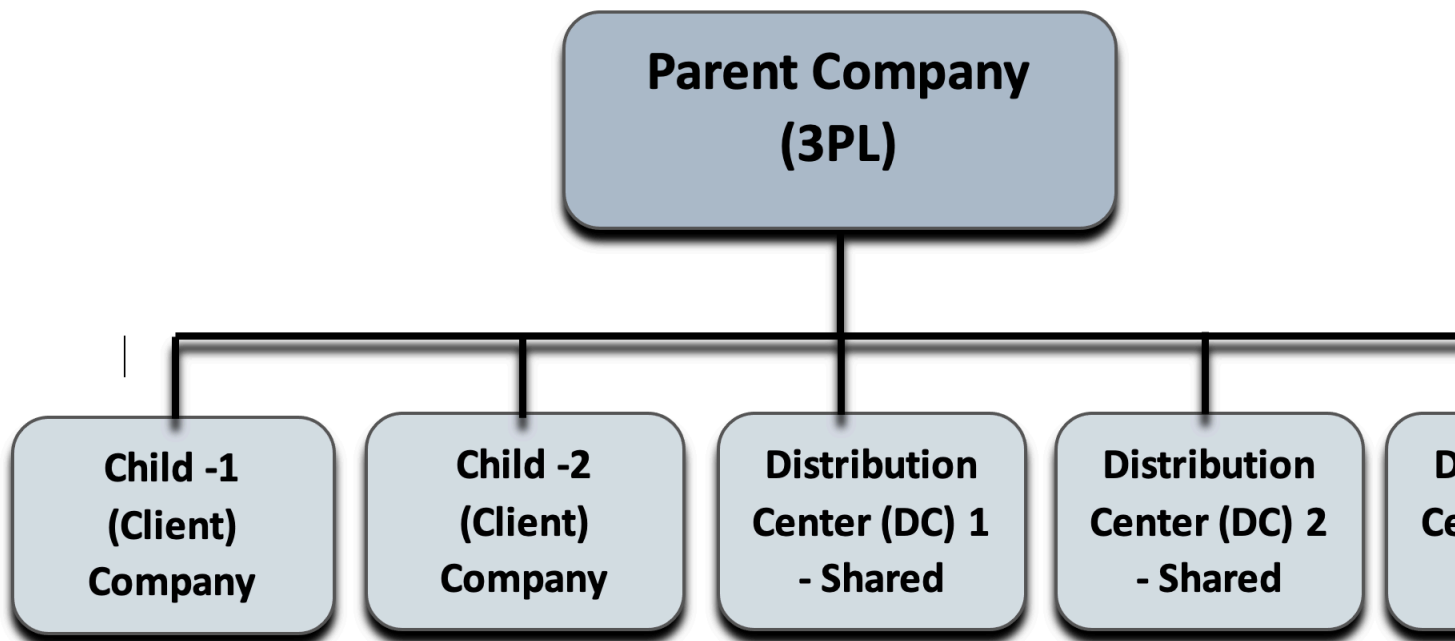 Parent Company
(3PL)
Child -1
(Client)
Company
Child -2
(Client)
Company
Distribution
Center (DC) 1
- Shared
Distribution
Center (DC) 2
- Shared